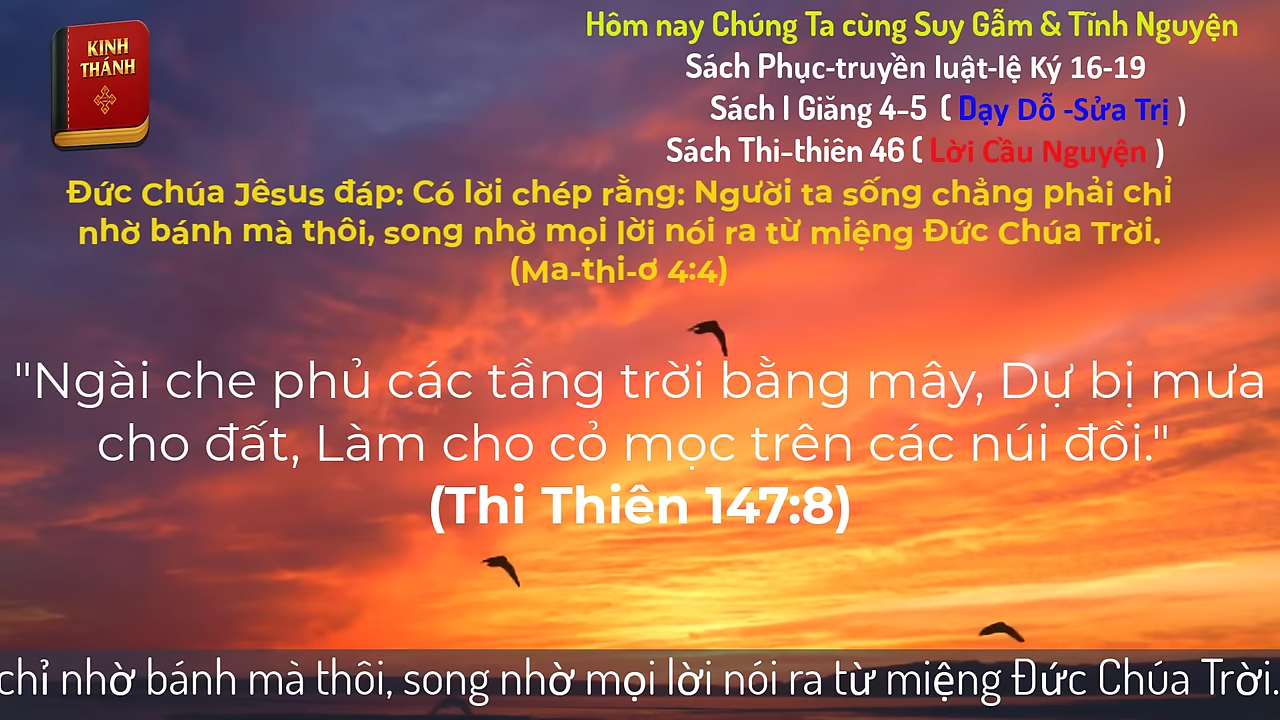 KINH
THÁNH
Hôm nay Chúng Ta cùng Suy Gẫm & Tĩnh Nguyện
Sách Phục-truyền luật-lệ Ký 16-19
Sách I Giăng 4-5 ( Dạy Dỗ -Sửa Trị )
Sách Thi-thiên 46 ( Lời Cầu Nguyện )
Đức Chúa Jêsus đáp: Có lời chép rằng: Người ta sống chẳng phải chỉ
nhờ bánh mà thôi, song nhờ mọi lời nói ra từ miệng Đức Chúa Trời.
(Ma-thi-ơ 4:4)
"Ngài che phủ các tầng trời bằng mây, Dự bị mưa
cho đất, Làm cho cỏ mọc trên các núi đồi."
(Thi Thiên 147:8)
chỉ nhờ bánh mà thôi, song nhờ mọi lời nói ra từ miệng Đức Chúa Trời.